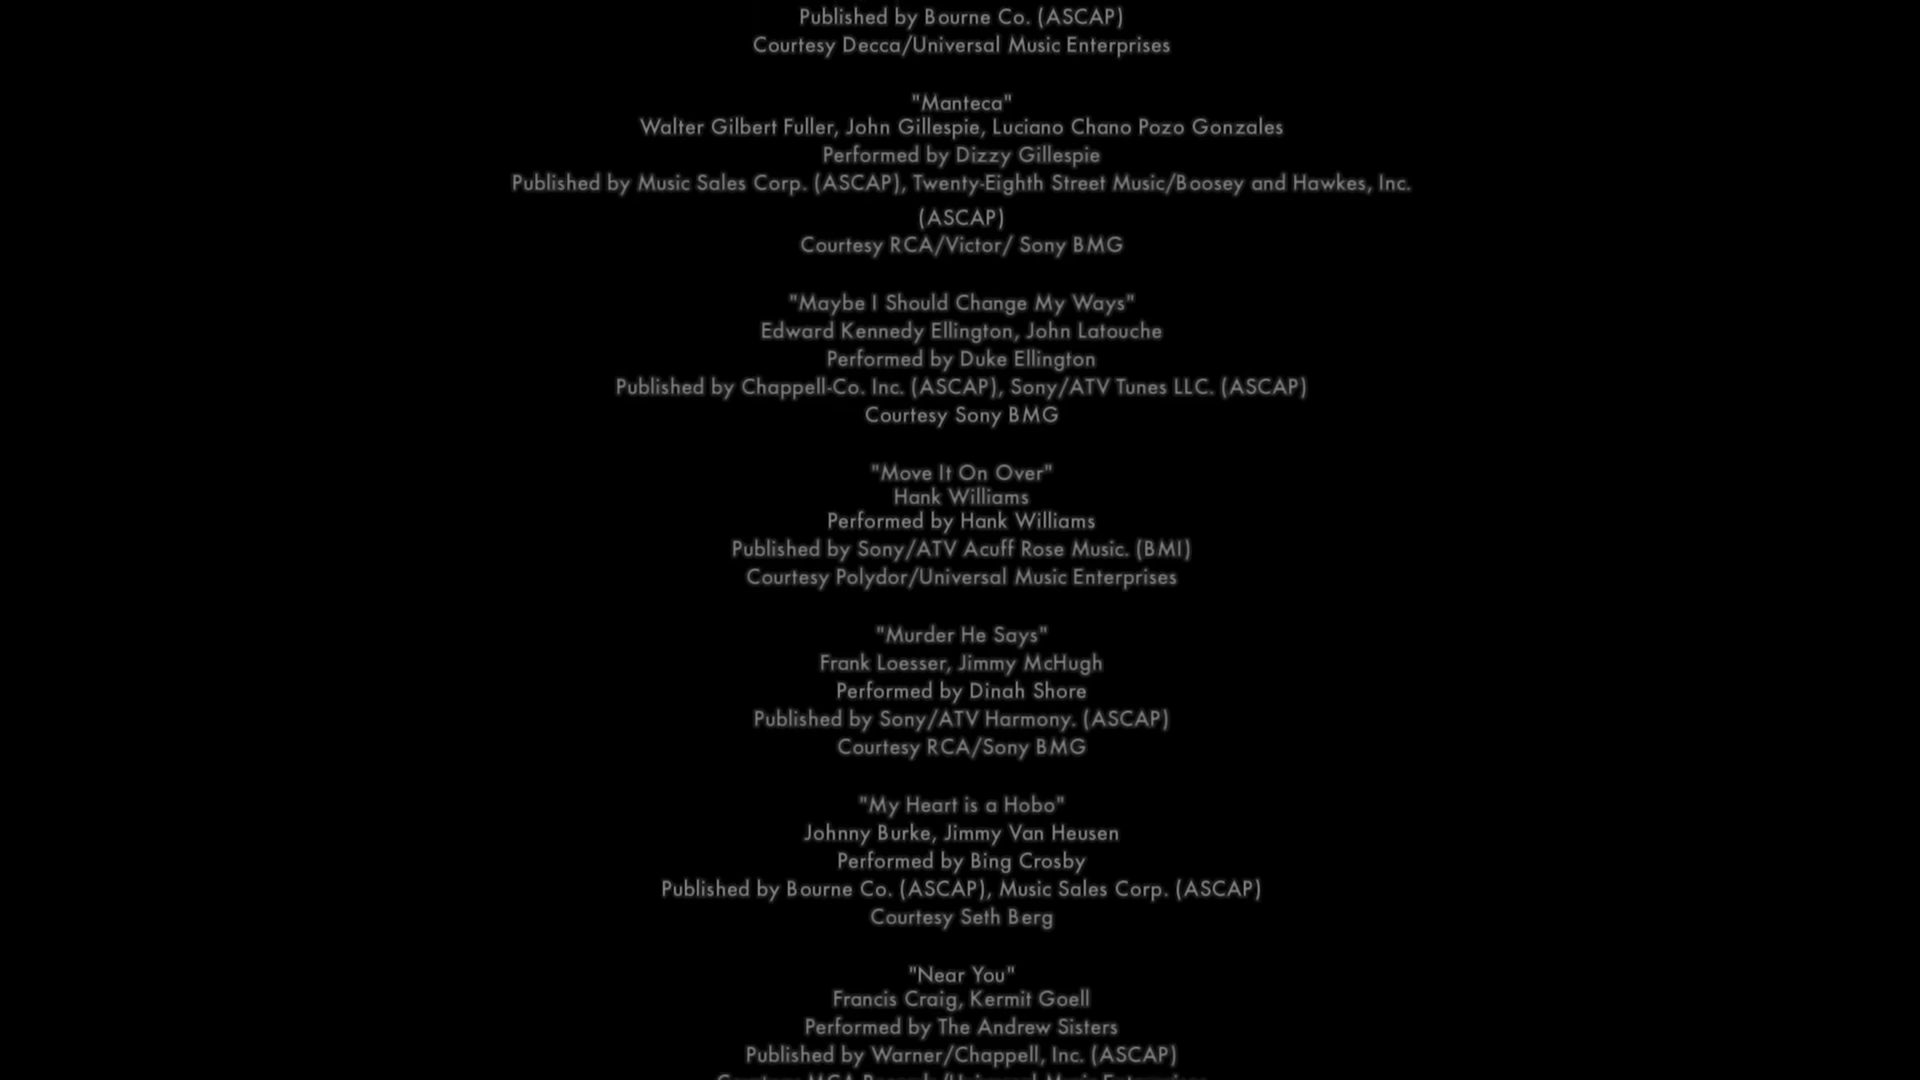 Published by Bourne Co. (ASCAP)
Courtesy Decca/Universal Music Enterprises
"Manteca"
Walter Gilbert Fuller, John Gillespie, Luciano Chano Pozo Gonzales
Performed by Dizzy Gillespie
Published by Music Sales Corp. (ASCAP), Twenty-Eighth Street Music/Boosey and Hawkes, Inc.
(ASCAP)
Courtesy RCA/Victor/ Sony BMG
"Maybe I Should Change My Ways"
Edward Kennedy Ellington, John Latouche
Performed by Duke Ellington
Published by Chappell-Co. Inc. (ASCAP), Sony/ATV Tunes LLC. (ASCAP)
Courtesy Sony BMG
"Move It On Over"
Hank Williams
Performed by Hank Williams
Published by Sony/ATV Acuff Rose Music. (BMI)
Courtesy Polydor/Universal Music Enterprises
"Murder He Says"
Frank Loesser, Jimmy McHugh
Performed by Dinah Shore
Published by Sony/ATV Harmony. (ASCAP)
Courtesy RCA/Sony BMG
"My Heart is a Hobo"
Johnny Burke, Jimmy Van Heusen
Performed by Bing Crosby
Published by Bourne Co. (ASCAP), Music Sales Corp. (ASCAP)
Courtesy Seth Berg
"Near You"
Francis Craig, Kermit Goell
Performed by The Andrew Sisters
Published by Warner/Chappell, Inc. (ASCAP)